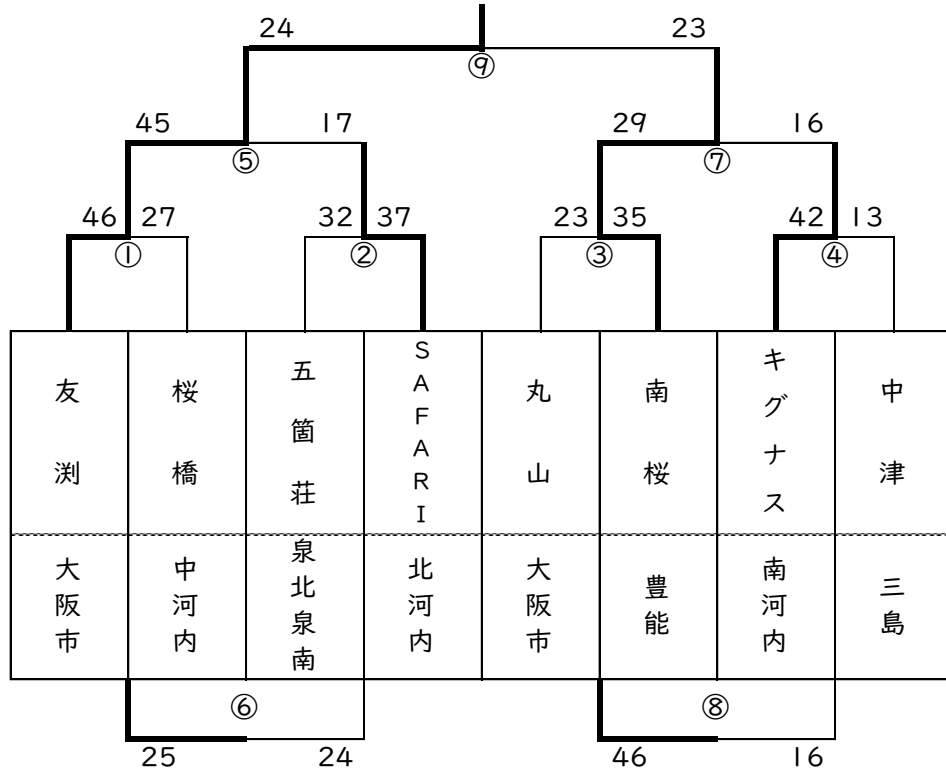 24 23
⑨
45 17 29 16
⑤ ⑦
46 27 32 37 23 35 42 13
① ② ③ ④
友渕
桜橋
五箇荘
SAFARI
丸山
南桜
キグナス
中津
大阪市
中河内
泉北泉南
北河内
大阪市
豊能
南河内
三島
⑥ ⑧
25 24 46 16